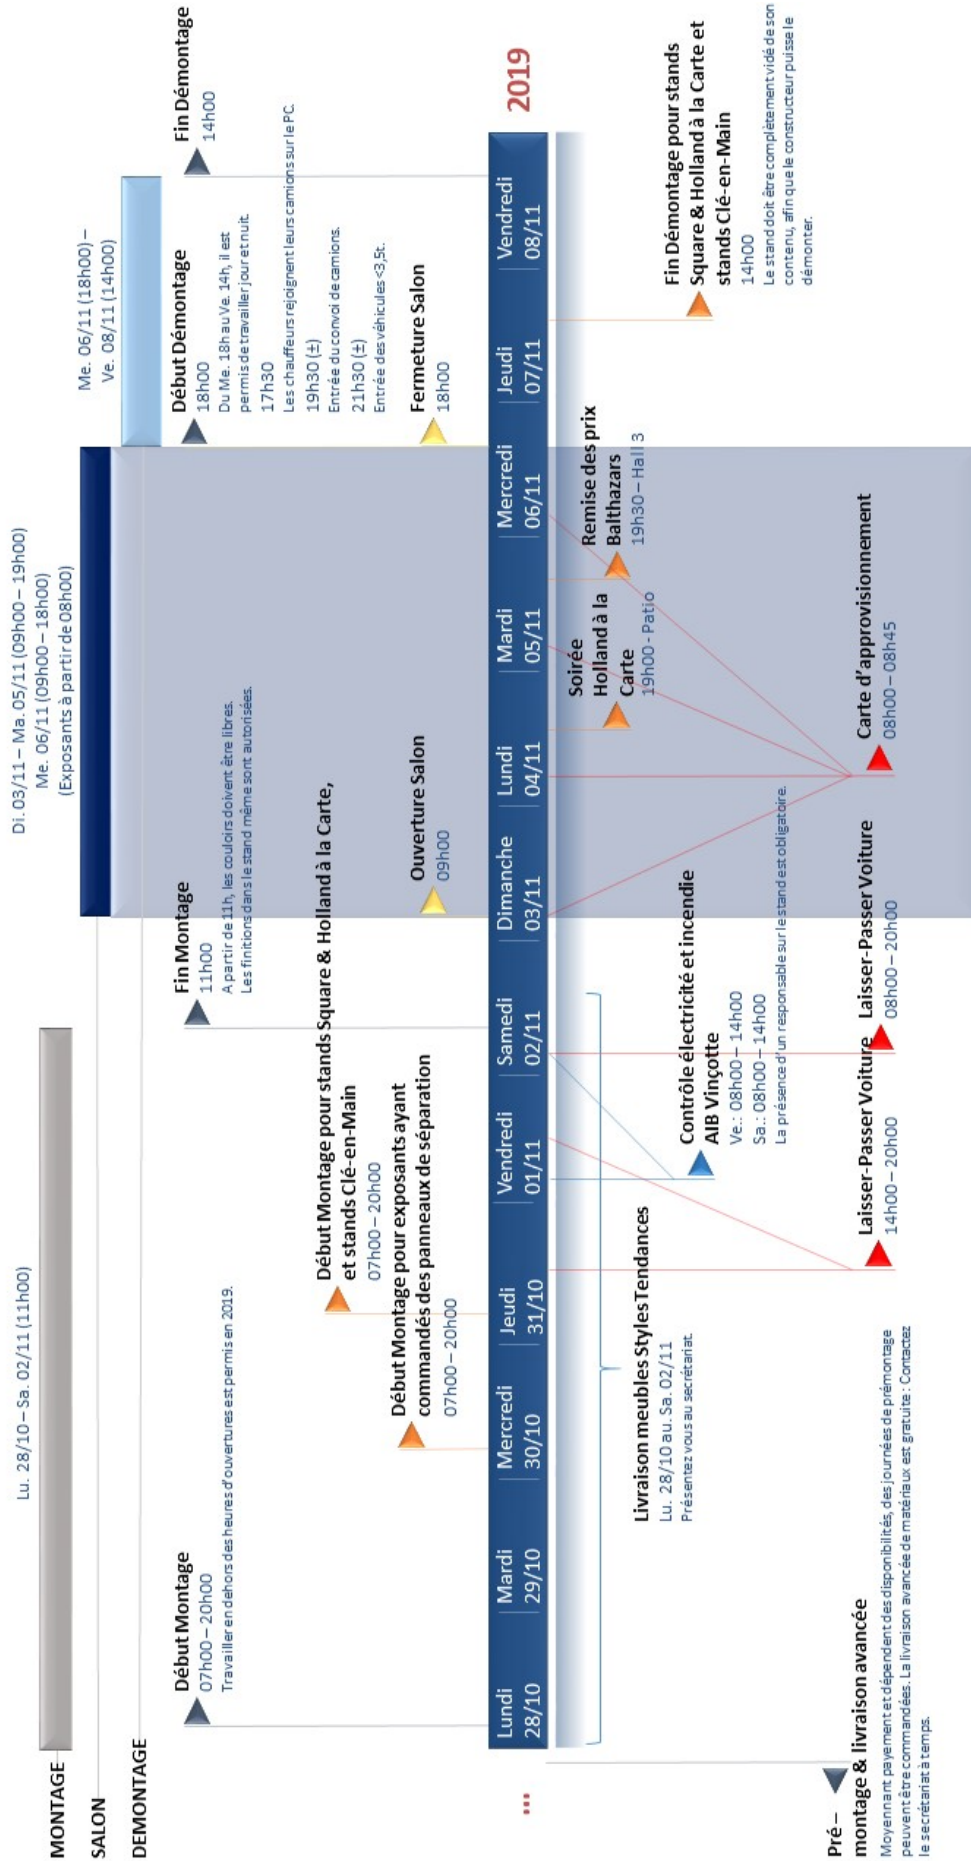 Lu. 28/10 – Sa. 02/11 (11h00)
Di. 03/11 – Ma. 05/11 (09h00 – 19h00)
Me. 06/11 (09h00 – 18h00)
(Exposants à partir de 08h00)
Me. 06/11 (18h00) –
Ve. 08/11 (14h00)
MONTAGE
SALON
DEMONTAGE
Début Montage
07h00 – 20h00
Travailler en dehors des heures d'ouvertures est permis en 2019.
Fin Montage
11h00
A partir de 11h, les couloirs doivent être libres.
Les finitions dans le stand même sont autorisées.
Début Démontage
18h00
Du Me. 18h au Ve. 14h, il est
permis de travailler jour et nuit.
17h30
Les chauffeurs rejoignent leurs camions sur le PC.
19h30 (±)
Entrée du convoi de camions.
21h30 (±)
Entrée des véhicules <3,5t.
Fin Démontage
14h00
Début Montage pour stands Square & Holland à la Carte,
et stands Clé-en-Main
07h00 – 20h00
Début Montage pour exposants ayant
commandés des panneaux de séparation
07h00 – 20h00
Ouverture Salon
09h00
Fermeture Salon
18h00
...
Lundi
28/10
Mardi
29/10
Mercredi
30/10
Jeudi
31/10
Vendredi
01/11
Samedi
02/11
Dimanche
03/11
Lundi
04/11
Mardi
05/11
Mercredi
06/11
Jeudi
07/11
Vendredi
08/11
2019
Soirée
Holland à la
Carte
19h00 - Patio
Remise des prix
Balthazars
19h30 – Hall 3
Livraison meubles Styles Tendances
Lu. 28/10 au. Sa. 02/11
Présentez vous au secrétariat.
Contrôle électricité et incendie
AIB Vinçotte
Ve.: 08h00 – 14h00
Sa.: 08h00 – 14h00
La présence d'un responsable sur le stand est obligatoire.
Fin Démontage pour stands
Square & Holland à la Carte et
stands Clé-en-Main
14h00
Le stand doit être complètement vidé de son
contenu, afin que le constructeur puisse le
démonter.
Pré –
montage & livraison avancée
Moyennant payement et dépendent des disponibilités, des journées de prémontage
peuvent être commandées. La livraison avancée de matériaux est gratuite : Contactez
le secrétariat à temps.
Laisser-Passer Voiture
14h00 – 20h00
Laisser-Passer Voiture
08h00 – 20h00
Carte d'approvisionnement
08h00 – 08h45